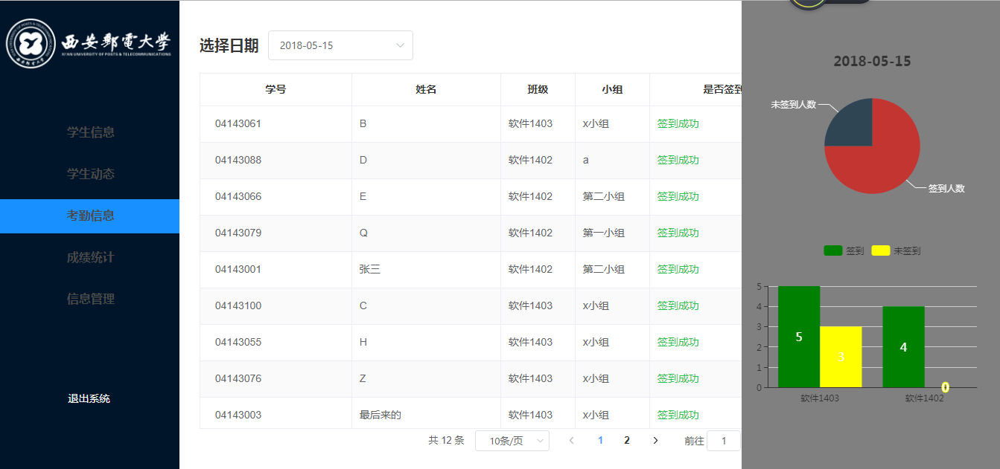 西安郵電大学
XI'AN UNIVERSITY OF POSTS & TELECOMMUNICATIONS
学生信息
学生动态
考勤信息
成绩统计
信息管理
退出系统
选择日期 2018-05-15
学号 姓名 班级 小组 是否签到
04143061 B 软件1403 x小组 签到成功
04143088 D 软件1402 a 签到成功
04143066 E 软件1402 第二小组 签到成功
04143079 Q 软件1402 第一小组 签到成功
04143001 张三 软件1402 第二小组 签到成功
04143100 C 软件1403 x小组 签到成功
04143055 H 软件1403 x小组 签到成功
04143076 Z 软件1403 x小组 签到成功
04143003 最后来的 软件1403 x小组 签到成功
共 12 条 10条/页 1 2 前往 1
2018-05-15
未签到人数
签到人数
签到 未签到
5
4
3
2
1
0
5
3
4
0
软件1403 软件1402